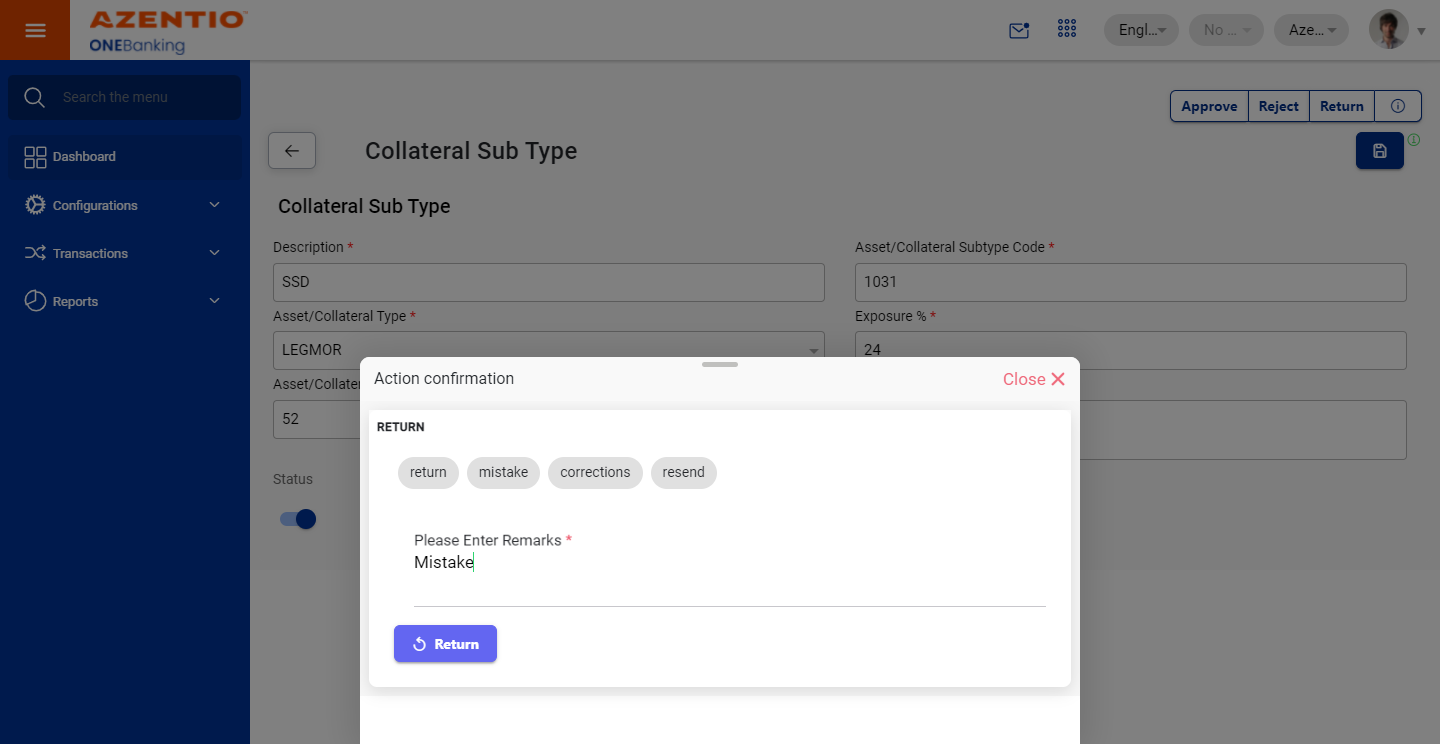 AZENTIO™
ONEBanking
Engl...
No ...
Aze...
Search the menu
Dashboard
Configurations
Transactions
Reports
Approve
Reject
Return
Collateral Sub Type
Collateral Sub Type
Description *
Asset/Collateral Subtype Code *
SSD
1031
Asset/Collateral Type *
Exposure % *
LEGMOR
24
Asset/Collater
52
Status
Action confirmation
Close
RETURN
return
mistake
corrections
resend
Please Enter Remarks *
Mistake
Return